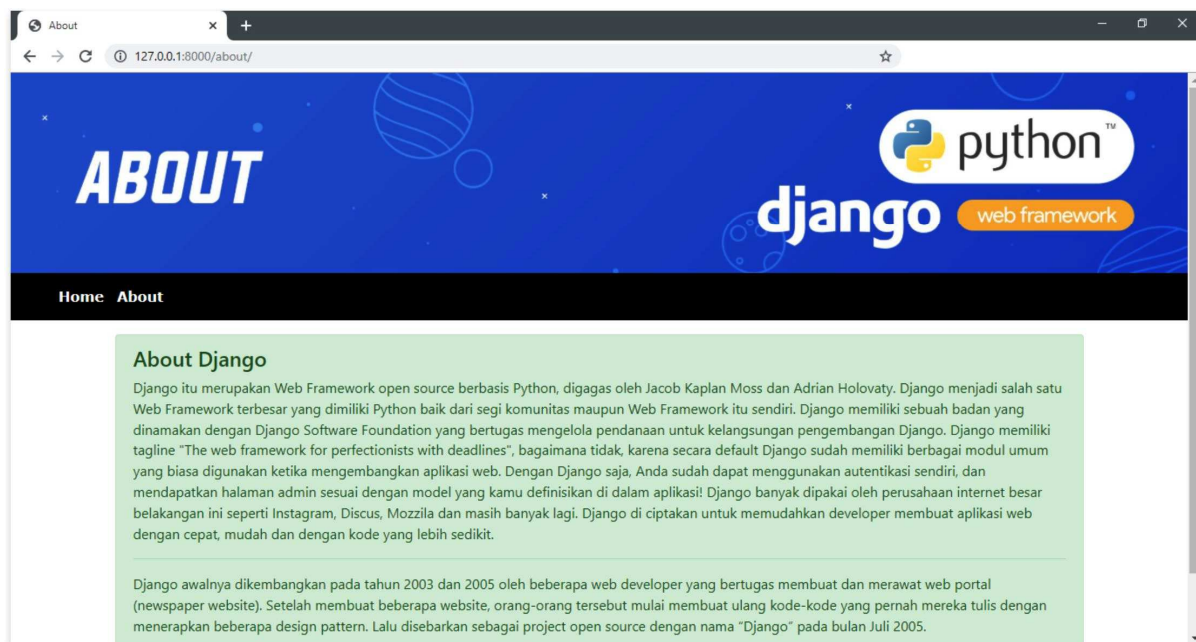 About
127.0.0.1:8000/about/
ABOUT
python™
django
web framework
Home About
About Django
Django itu merupakan Web Framework open source berbasis Python, digagas oleh Jacob Kaplan Moss dan Adrian Holovaty. Django menjadi salah satu
Web Framework terbesar yang dimiliki Python baik dari segi komunitas maupun Web Framework itu sendiri. Django memiliki sebuah badan yang
dinamakan dengan Django Software Foundation yang bertugas mengelola pendanaan untuk kelangsungan pengembangan Django. Django memiliki
tagline "The web framework for perfectionists with deadlines", bagaimana tidak, karena secara default Django sudah memiliki berbagai modul umum
yang biasa digunakan ketika mengembangkan aplikasi web. Dengan Django saja, Anda sudah dapat menggunakan autentikasi sendiri, dan
mendapatkan halaman admin sesuai dengan model yang kamu definisikan di dalam aplikasi! Django banyak dipakai oleh perusahaan internet besar
belakangan ini seperti Instagram, Discus, Mozzila dan masih banyak lagi. Django di ciptakan untuk memudahkan developer membuat aplikasi web
dengan cepat, mudah dan dengan kode yang lebih sedikit.
Django awalnya dikembangkan pada tahun 2003 dan 2005 oleh beberapa web developer yang bertugas membuat dan merawat web portal
(newspaper website). Setelah membuat beberapa website, orang-orang tersebut mulai membuat ulang kode-kode yang pernah mereka tulis dengan
menerapkan beberapa design pattern. Lalu disebarkan sebagai project open source dengan nama “Django” pada bulan Juli 2005.